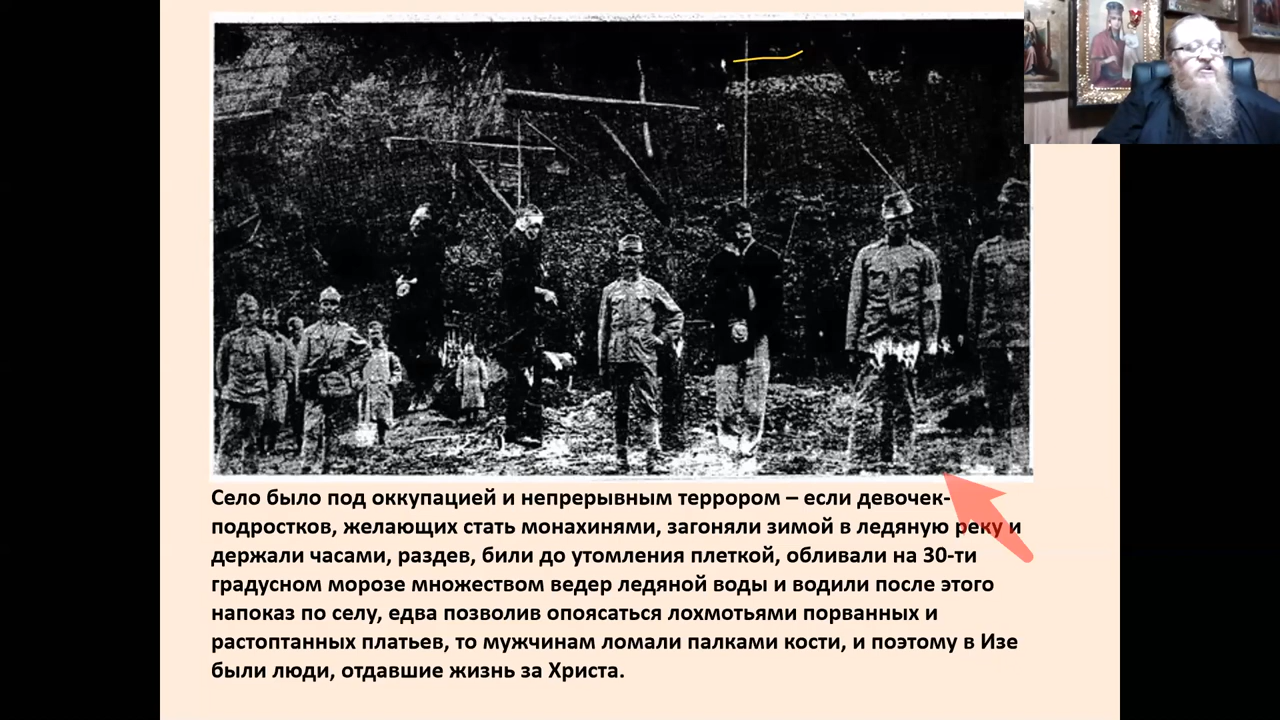 Село было под оккупацией и непрерывным террором – если девочек-
подростков, желающих стать монахинями, загоняли зимой в ледяную реку и
держали часами, раздев, били до утомления плеткой, обливали на 30-ти
градусном морозе множеством ведер ледяной воды и водили после этого
напоказ по селу, едва позволив опоясаться лохмотьями порванных и
растоптанных платьев, то мужчинам ломали палками кости, и поэтому в Изе
были люди, отдавшие жизнь за Христа.